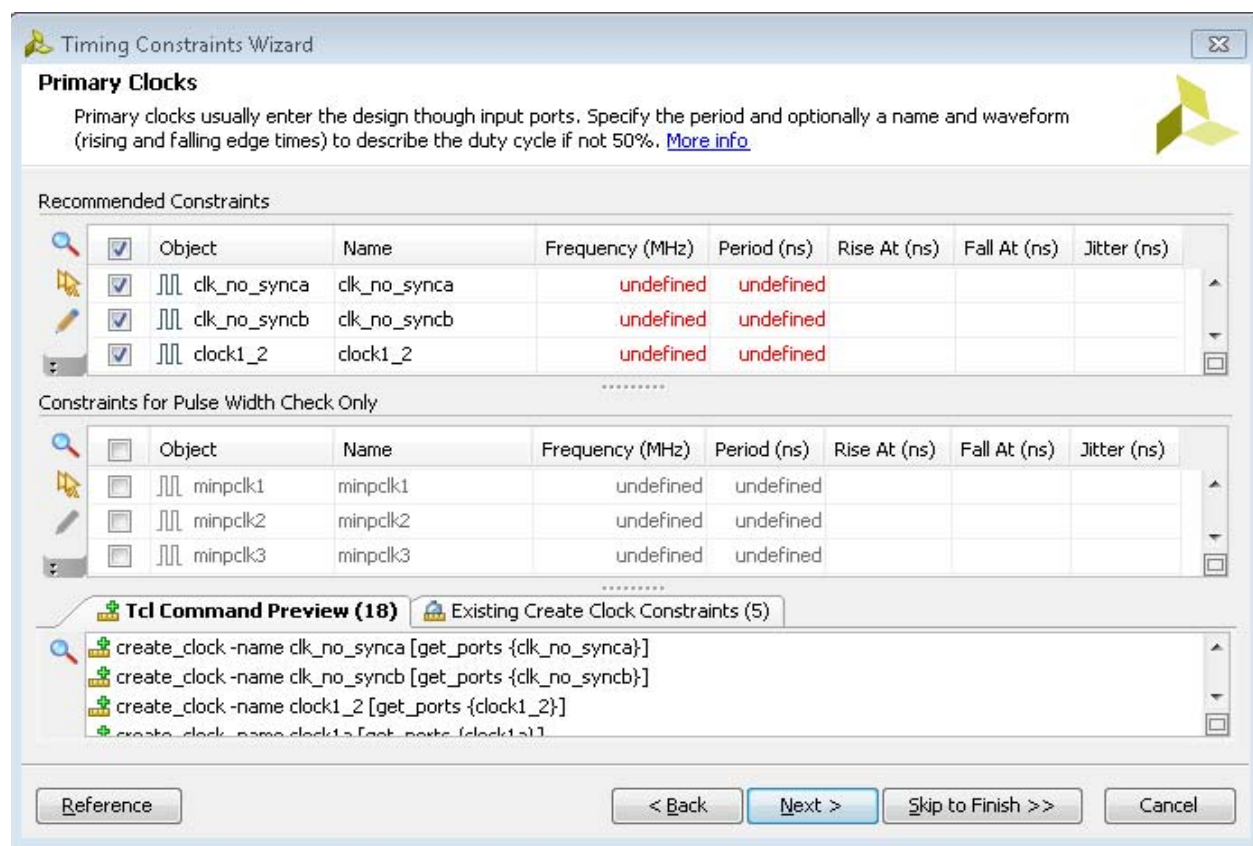 Timing Constraints Wizard
Primary Clocks
Primary clocks usually enter the design though input ports. Specify the period and optionally a name and waveform
(rising and falling edge times) to describe the duty cycle if not 50%. More info
Recommended Constraints
Object Name Frequency (MHz) Period (ns) Rise At (ns) Fall At (ns) Jitter (ns)
clk_no_synca clk_no_synca undefined undefined
clk_no_syncb clk_no_syncb undefined undefined
clock1_2 clock1_2 undefined undefined
Constraints for Pulse Width Check Only
Object Name Frequency (MHz) Period (ns) Rise At (ns) Fall At (ns) Jitter (ns)
minpclk1 minpclk1 undefined undefined
minpclk2 minpclk2 undefined undefined
minpclk3 minpclk3 undefined undefined
Tcl Command Preview (18) Existing Create Clock Constraints (5)
create_clock -name clk_no_synca [get_ports {clk_no_synca}]
create_clock -name clk_no_syncb [get_ports {clk_no_syncb}]
create_clock -name clock1_2 [get_ports {clock1_2}]
create_clock -name clock1a [get_ports {clock1a}]
Reference < Back Next > Skip to Finish >> Cancel